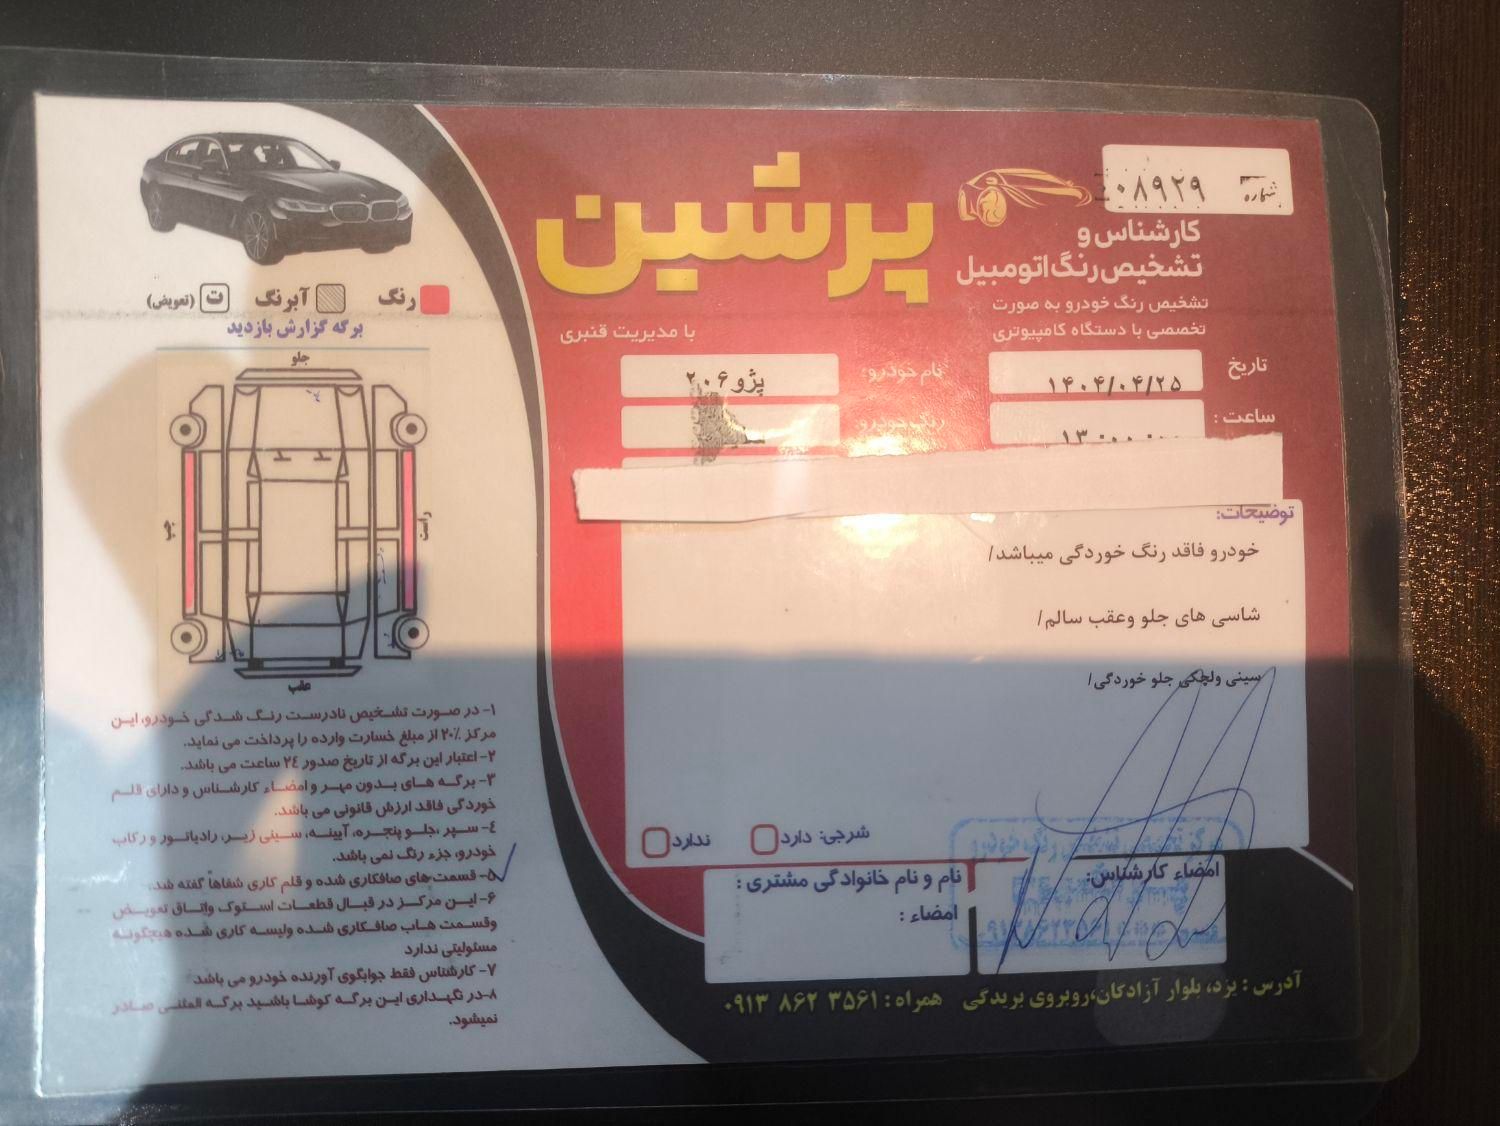 شماره ۰۸۹۲۹
پرشین
کارشناس و
تشخیص رنگ اتومبیل
تشخیص رنگ خودرو به صورت
تخصصی با دستگاه کامپیوتری
با مدیریت قنبری
تاریخ ۱۴۰۴/۰۴/۲۵
نام خودرو: پژو ۲۰۶
ساعت : ۱۳:۰۰
رنگ خودرو:
توضیحات:
خودرو فاقد رنگ خوردگی میباشد/
شاسی های جلو وعقب سالم/
سینی ولچکی جلو خوردگی/
شرجی: دارد ندارد
امضاء کارشناس:
نام و نام خانوادگی مشتری :
امضاء :
آدرس : یزد، بلوار آزادگان،روبروی بریدگی همراه : ۰۹۱۳ ۸۶۲ ۳۵۶۱
رنگ آبرنگ ت (تعویض)
برگه گزارش بازدید
جلو
چپ
راست
عقب
۱- در صورت تشخیص نادرست رنگ شدگی خودرو، این
مرکز ۲۰٪ از مبلغ خسارت وارده را پرداخت می نماید.
۲- اعتبار این برگه از تاریخ صدور ۲۴ ساعت می باشد.
۳- برگه های بدون مهر و امضاء کارشناس و دارای قلم
خوردگی فاقد ارزش قانونی می باشد.
۴- سپر ،جلو پنجره، آیینه، سینی زیر، رادیاتور و رکاب
خودرو، جزء رنگ نمی باشد.
۵- قسمت های صافکاری شده و قلم کاری شفاهاً گفته شد.
۶- این مرکز در قبال قطعات استوک واتاق تعویض
وقسمت هاب صافکاری شده ولیسه کاری شده هیچگونه
مسئولیتی ندارد
۷- کارشناس فقط جوابگوی آورنده خودرو می باشد
۸-در نگهداری این برگه کوشا باشید برگه المثنی صادر
نمیشود.